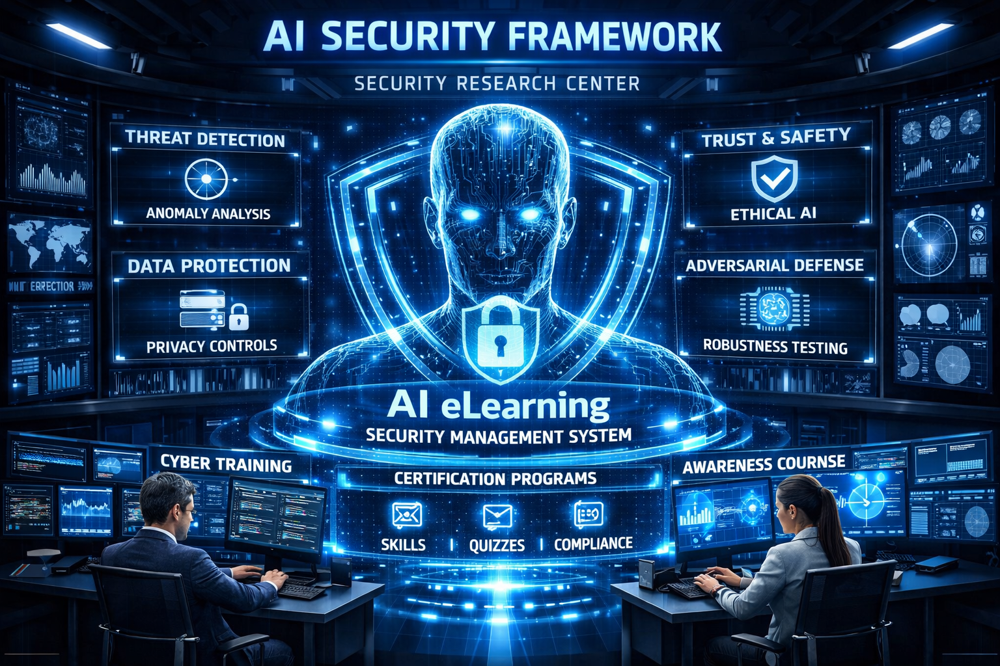 AI SECURITY FRAMEWORK
SECURITY RESEARCH CENTER
THREAT DETECTION
ANOMALY ANALYSIS
TRUST & SAFETY
ETHICAL AI
DATA PROTECTION
PRIVACY CONTROLS
ADVERSARIAL DEFENSE
ROBUSTNESS TESTING
ERRECTION
AI eLearning
SECURITY MANAGEMENT SYSTEM
CYBER TRAINING
CERTIFICATION PROGRAMS
SKILLS | QUIZZES | COMPLIANCE
AWARENESS COURNSE